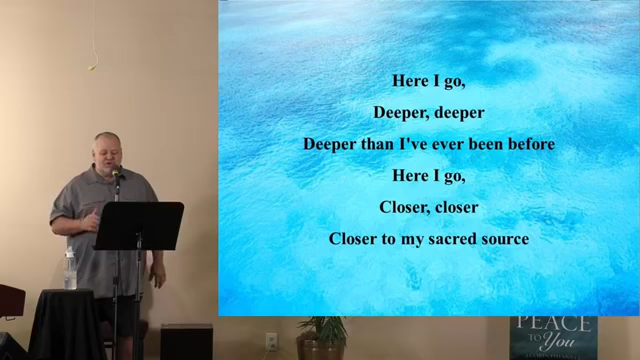 Here I go,
Deeper, deeper
Deeper than I've ever been before
Here I go,
Closer, closer
Closer to my sacred source
PEACE
TO You